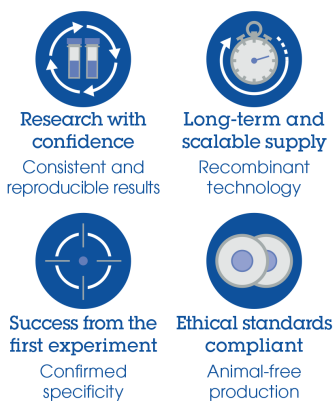 Research with
confidence
Consistent and
reproducible results
Long-term and
scalable supply
Recombinant
technology
Success from the
first experiment
Confirmed
specificity
Ethical standards
compliant
Animal-free
production